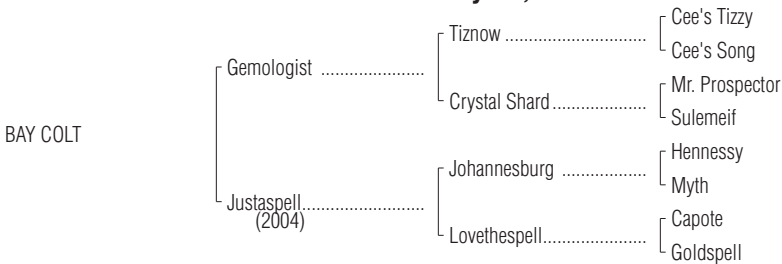 Cee's Tizzy
Tiznow ..............................
Cee's Song
Gemologist ......................
Mr. Prospector
Crystal Shard....................
Sulemeif
BAY COLT
Hennessy
Johannesburg ..................
Myth
Justaspell..........................
(2004)
Capote
Lovethespell......................
Goldspell